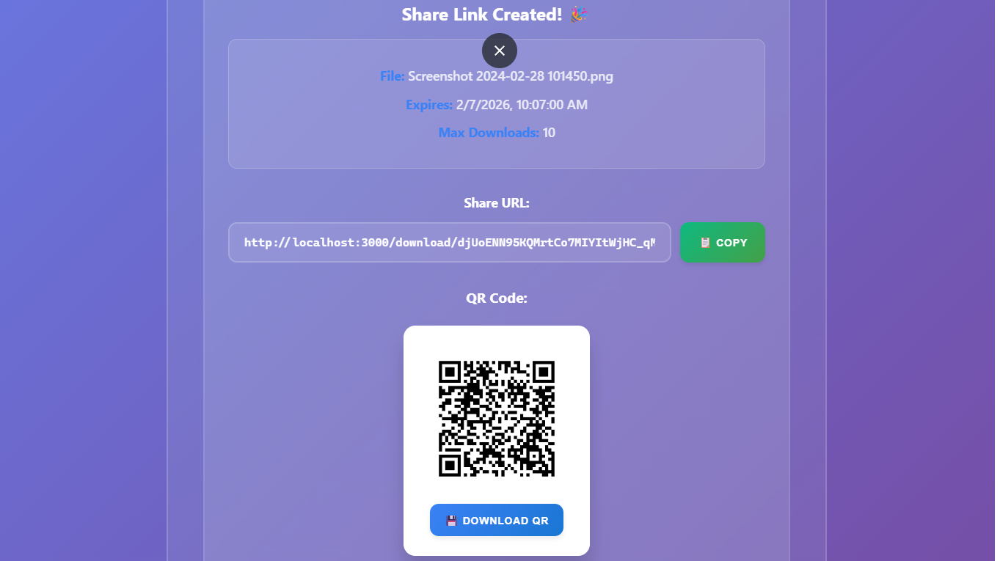 Share Link Created! 🎉
File: Screenshot 2024-02-28 101450.png
Expires: 2/7/2026, 10:07:00 AM
Max Downloads: 10
Share URL:
http://localhost:3000/download/djUoENN95KQMrtCo7MIYItWjHC_qM
📋 COPY
QR Code:
💾 DOWNLOAD QR